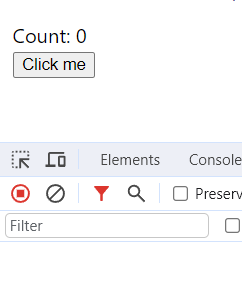 Count: 0
Click me
Elements Console
Preserv
Filter